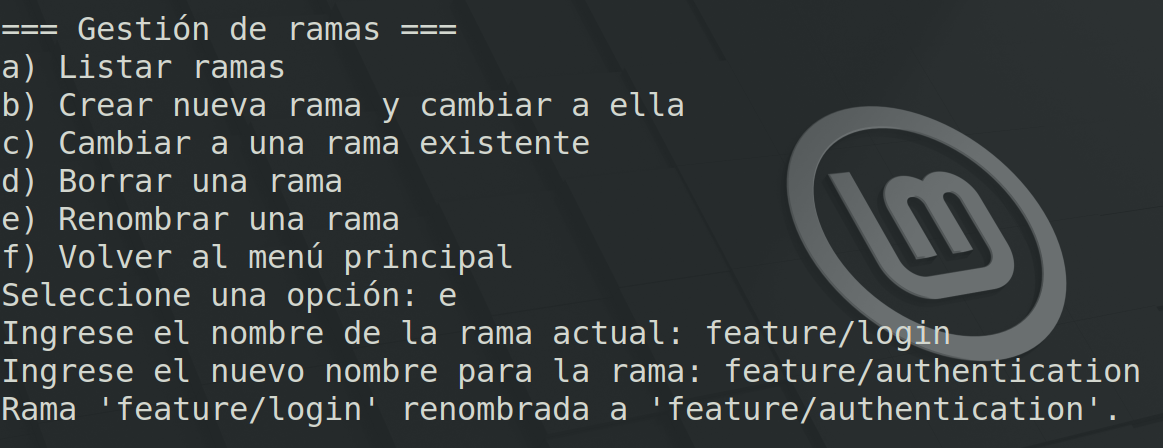 === Gestión de ramas ===
a) Listar ramas
b) Crear nueva rama y cambiar a ella
c) Cambiar a una rama existente
d) Borrar una rama
e) Renombrar una rama
f) Volver al menú principal
Seleccione una opción: e
Ingrese el nombre de la rama actual: feature/login
Ingrese el nuevo nombre para la rama: feature/authentication
Rama 'feature/login' renombrada a 'feature/authentication'.